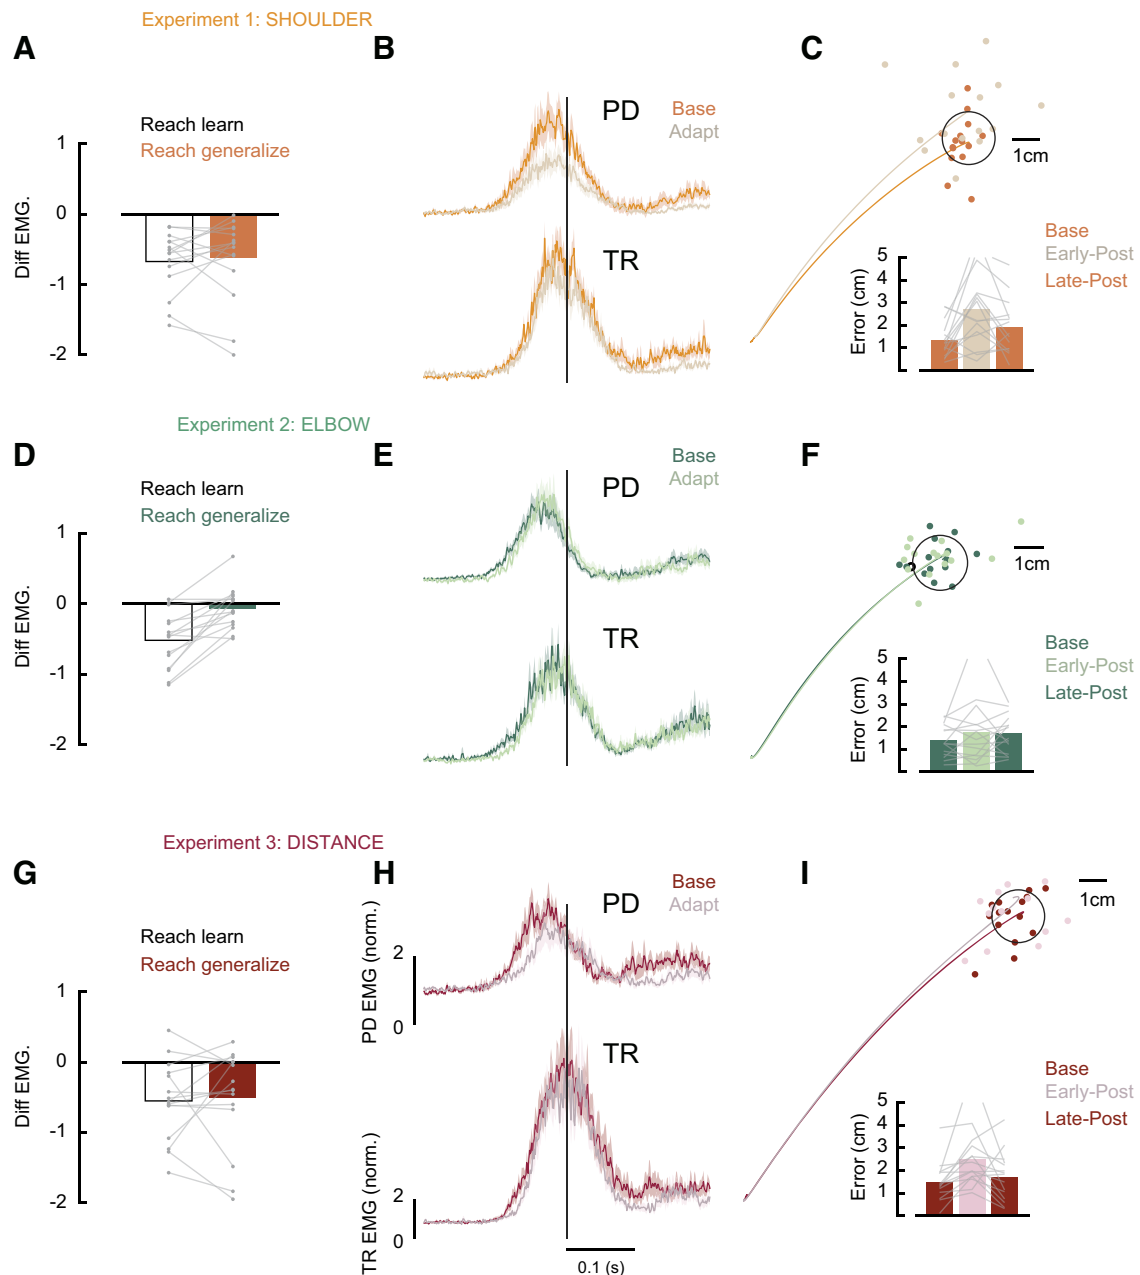 Experiment 1: SHOULDER
A
B
C
Reach learn
Reach generalize
Diff EMG.
1
0
-1
-2
PD
Base
Adapt
TR
1cm
Base
Early-Post
Late-Post
Error (cm)
5
4
3
2
1
Experiment 2: ELBOW
D
E
F
Reach learn
Reach generalize
Diff EMG.
1
0
-1
-2
Base
Adapt
PD
TR
1cm
Base
Early-Post
Late-Post
Error (cm)
5
4
3
2
1
Experiment 3: DISTANCE
G
H
I
Reach learn
Reach generalize
Diff EMG.
1
0
-1
-2
Base
Adapt
PD
PD EMG (norm.)
2
0
TR
TR EMG (norm.)
2
0
0.1 (s)
1cm
Base
Early-Post
Late-Post
Error (cm)
5
4
3
2
1